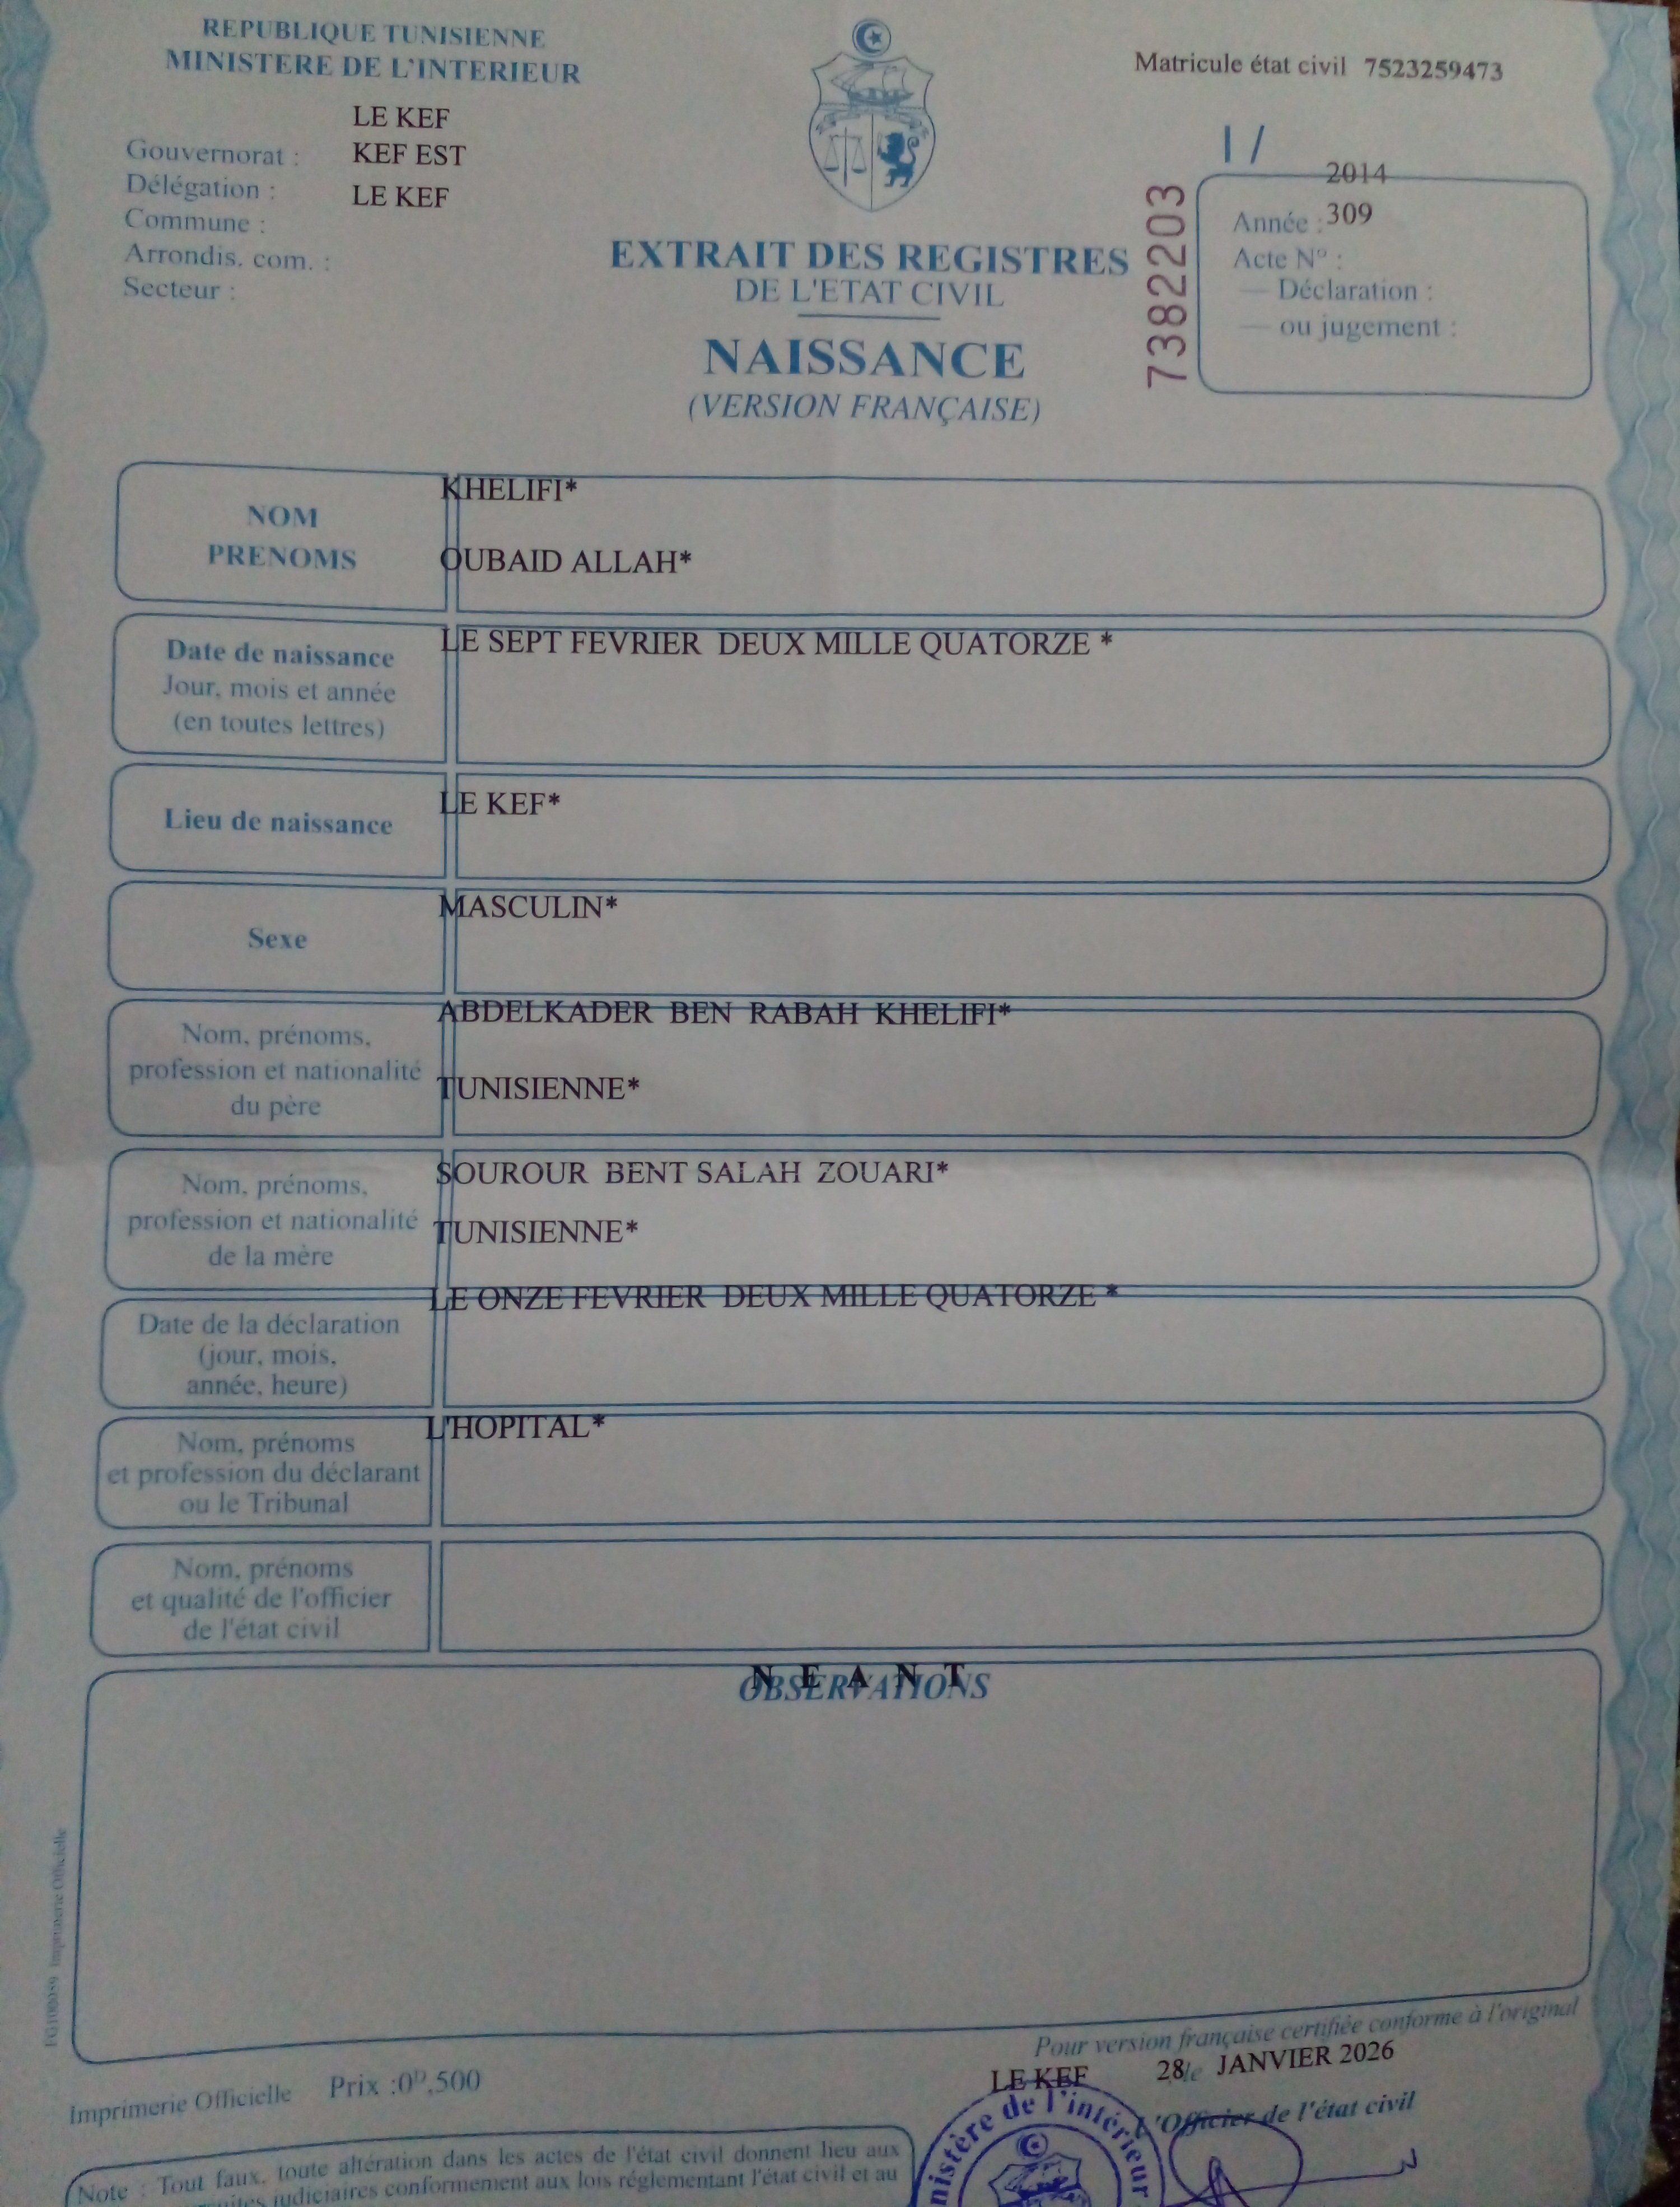 REPUBLIQUE TUNISIENNE
MINISTERE DE L'INTERIEUR
LE KEF
Gouvernorat : KEF EST
Délégation : LE KEF
Commune :
Arrondis. com. :
Secteur :
Matricule état civil 7523259473
1 /
2014
Année : 309
Acte N° :
— Déclaration :
— ou jugement :
7382203
EXTRAIT DES REGISTRES
DE L'ETAT CIVIL
NAISSANCE
(VERSION FRANÇAISE)
NOM
PRENOMS
KHELIFI*
OUBAID ALLAH*
Date de naissance
Jour, mois et année
(en toutes lettres)
LE SEPT FEVRIER DEUX MILLE QUATORZE *
Lieu de naissance
LE KEF*
Sexe
MASCULIN*
Nom, prénoms,
profession et nationalité
du père
ABDELKADER BEN RABAH KHELIFI*
TUNISIENNE*
Nom, prénoms,
profession et nationalité
de la mère
SOUROUR BENT SALAH ZOUARI*
TUNISIENNE*
Date de la déclaration
(jour, mois,
année, heure)
LE ONZE FEVRIER DEUX MILLE QUATORZE *
Nom, prénoms
et profession du déclarant
ou le Tribunal
L'HOPITAL*
Nom, prénoms
et qualité de l'officier
de l'état civil
OBSERVATIONS
N E A N T
Imprimerie Officielle
Pour version française certifiée conforme à l'original
LE KEF 28 le JANVIER 2026
L'Officier de l'état civil
Imprimerie Officielle Prix :0ᴰ,500
Note : Tout faux, toute altération dans les actes de l'état civil donnent lieu aux
judiciaires conformement aux lois réglementant l'état civil et au
de l'intérieur